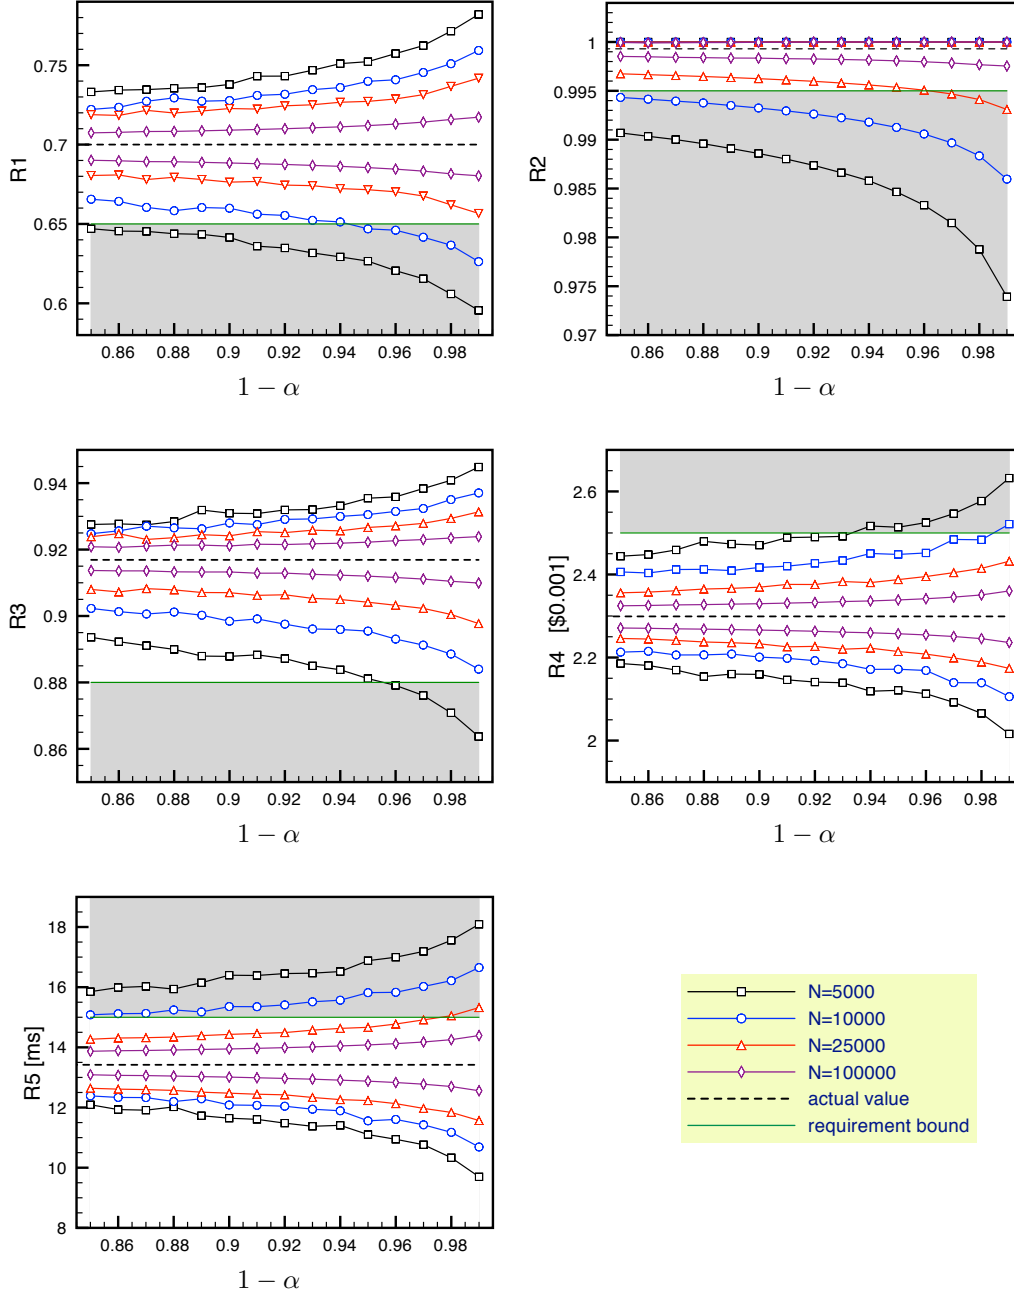 R1
0.75
0.7
0.65
0.6
0.86 0.88 0.9 0.92 0.94 0.96 0.98
1 − α
R2
1
0.995
0.99
0.985
0.98
0.975
0.97
0.86 0.88 0.9 0.92 0.94 0.96 0.98
1 − α
R3
0.94
0.92
0.9
0.88
0.86
0.86 0.88 0.9 0.92 0.94 0.96 0.98
1 − α
R4 [$0.001]
2.6
2.4
2.2
2
0.86 0.88 0.9 0.92 0.94 0.96 0.98
1 − α
R5 [ms]
18
16
14
12
10
8
0.86 0.88 0.9 0.92 0.94 0.96 0.98
1 − α
N=5000
N=10000
N=25000
N=100000
actual value
requirement bound